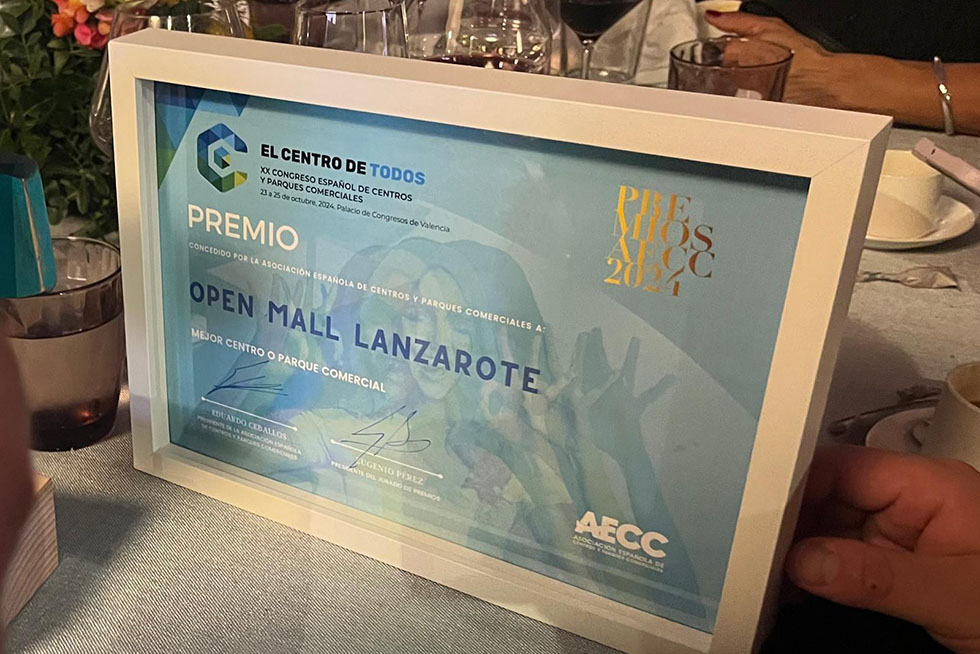 EL CENTRO DE TODOS
XX CONGRESO ESPAÑOL DE CENTROS
Y PARQUES COMERCIALES
23 a 25 de octubre, 2024. Palacio de Congresos de Valencia
PRE
MIOS
AECC
2024
PREMIO
CONCEDIDO POR LA ASOCIACIÓN ESPAÑOLA DE CENTROS Y PARQUES COMERCIALES A:
OPEN MALL LANZAROTE
MEJOR CENTRO O PARQUE COMERCIAL
EDUARDO CEBALLOS
PRESIDENTE DE LA ASOCIACIÓN ESPAÑOLA
DE CENTROS Y PARQUES COMERCIALES
EUGENIO PÉREZ
PRESIDENTE DEL JURADO DE PREMIOS
AECC
ASOCIACIÓN ESPAÑOLA DE
CENTROS Y PARQUES COMERCIALES